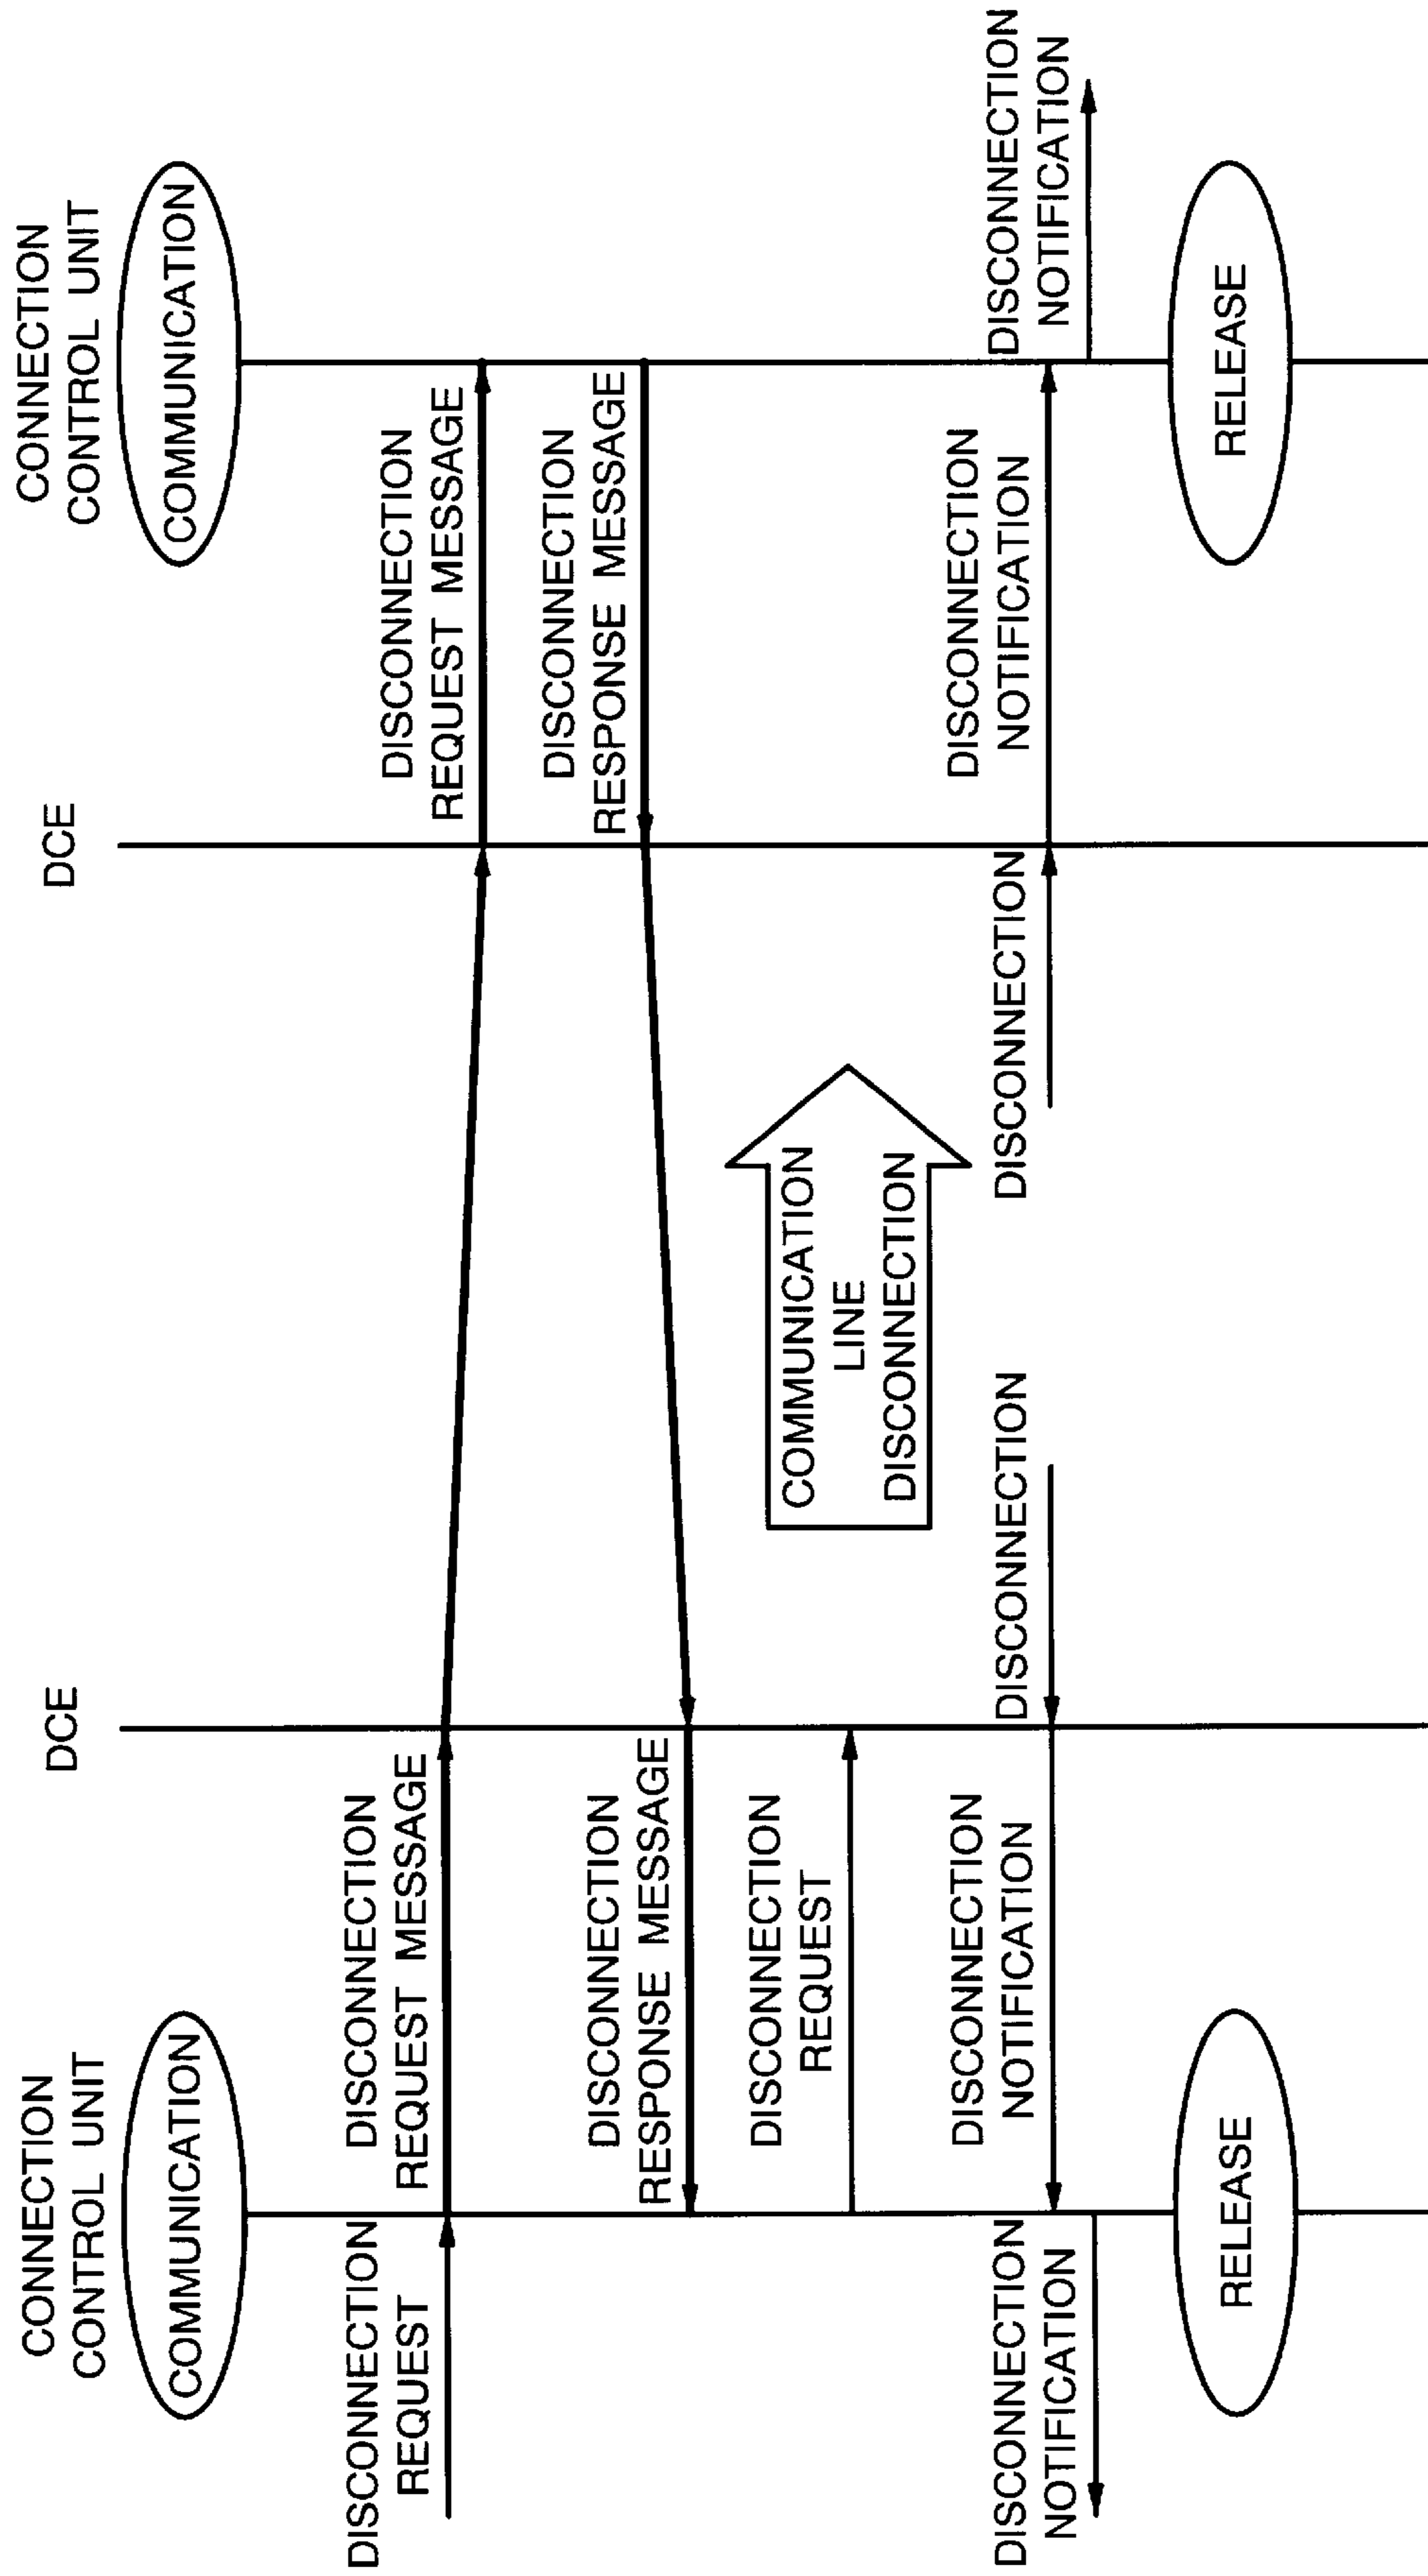 CONNECTION
CONTROL UNIT
DCE
DCE
CONNECTION
CONTROL UNIT
COMMUNICATION
COMMUNICATION
DISCONNECTION
REQUEST
DISCONNECTION
REQUEST MESSAGE
DISCONNECTION
REQUEST MESSAGE
DISCONNECTION
RESPONSE MESSAGE
DISCONNECTION
RESPONSE MESSAGE
DISCONNECTION
REQUEST
COMMUNICATION
LINE
DISCONNECTION
DISCONNECTION
NOTIFICATION
DISCONNECTION
NOTIFICATION
DISCONNECTION
DISCONNECTION
DISCONNECTION
NOTIFICATION
DISCONNECTION
NOTIFICATION
RELEASE
RELEASE